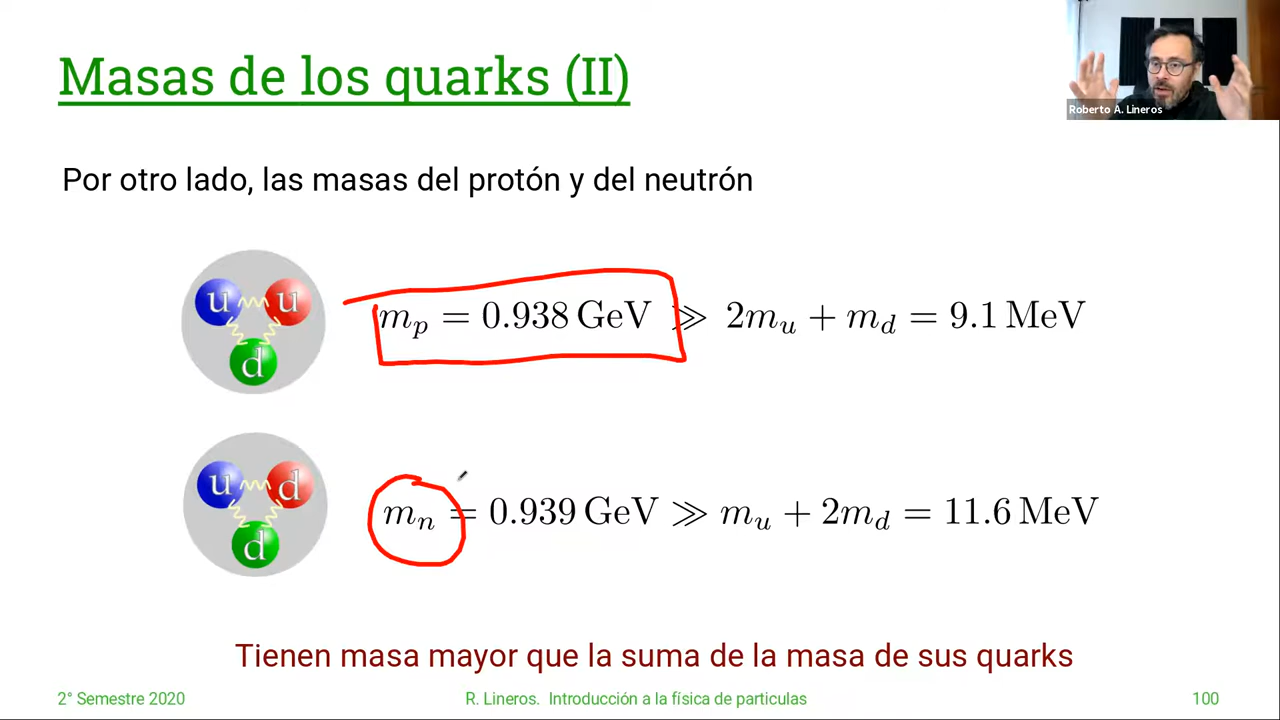 Masas de los quarks (II)
Roberto A. Lineros
Por otro lado, las masas del protón y del neutrón
u u
d
m_p = 0.938 GeV ≫ 2m_u + m_d = 9.1 MeV
u d
d
m_n = 0.939 GeV ≫ m_u + 2m_d = 11.6 MeV
Tienen masa mayor que la suma de la masa de sus quarks
2° Semestre 2020
R. Lineros. Introducción a la física de particulas
100